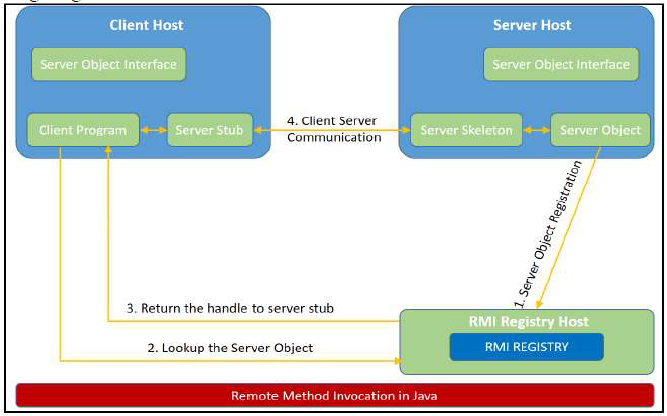 Client Host
Server Host
Server Object Interface
Server Object Interface
Client Program
Server Stub
4. Client Server
Communication
Server Skeleton
Server Object
1. Server Object Registration
3. Return the handle to server stub
RMI Registry Host
2. Lookup the Server Object
RMI REGISTRY
Remote Method Invocation in Java